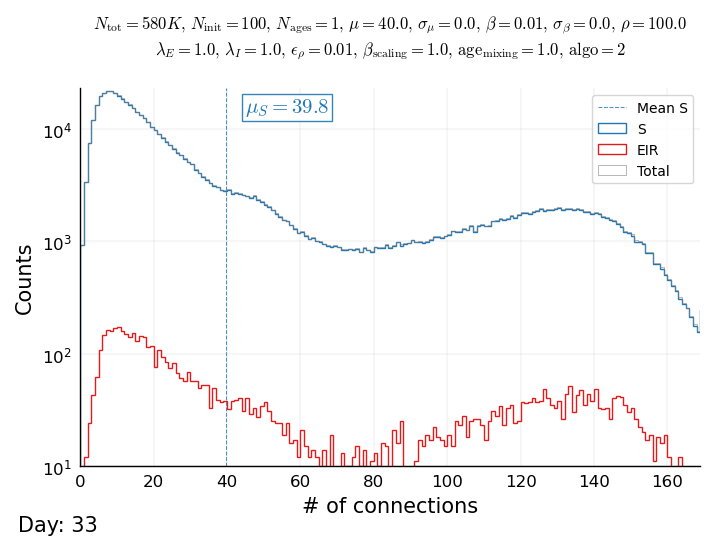 N_tot = 580K, N_init = 100, N_ages = 1, μ = 40.0, σ_μ = 0.0, β = 0.01, σ_β = 0.0, ρ = 100.0
λ_E = 1.0, λ_I = 1.0, ϵ_ρ = 0.01, β_scaling = 1.0, age_mixing = 1.0, algo = 2
μ_S = 39.8
Mean S
S
EIR
Total
10^4
10^3
10^2
10^1
Counts
0 20 40 60 80 100 120 140 160
# of connections
Day: 33